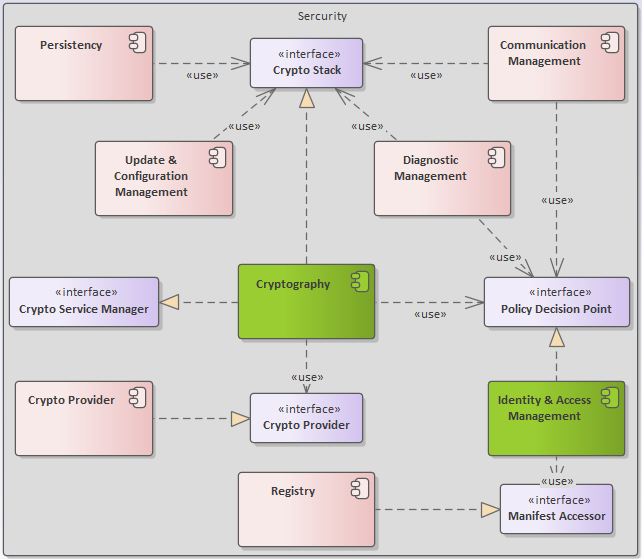 Sercurity
Persistency
«interface»
Crypto Stack
Communication
Management
«use»
«use»
«use»
«use»
Update &
Configuration
Management
Diagnostic
Management
«use»
«use»
«interface»
Crypto Service Manager
Cryptography
«use»
«interface»
Policy Decision Point
«use»
Crypto Provider
«interface»
Crypto Provider
Identity & Access
Management
«use»
Registry
«interface»
Manifest Accessor